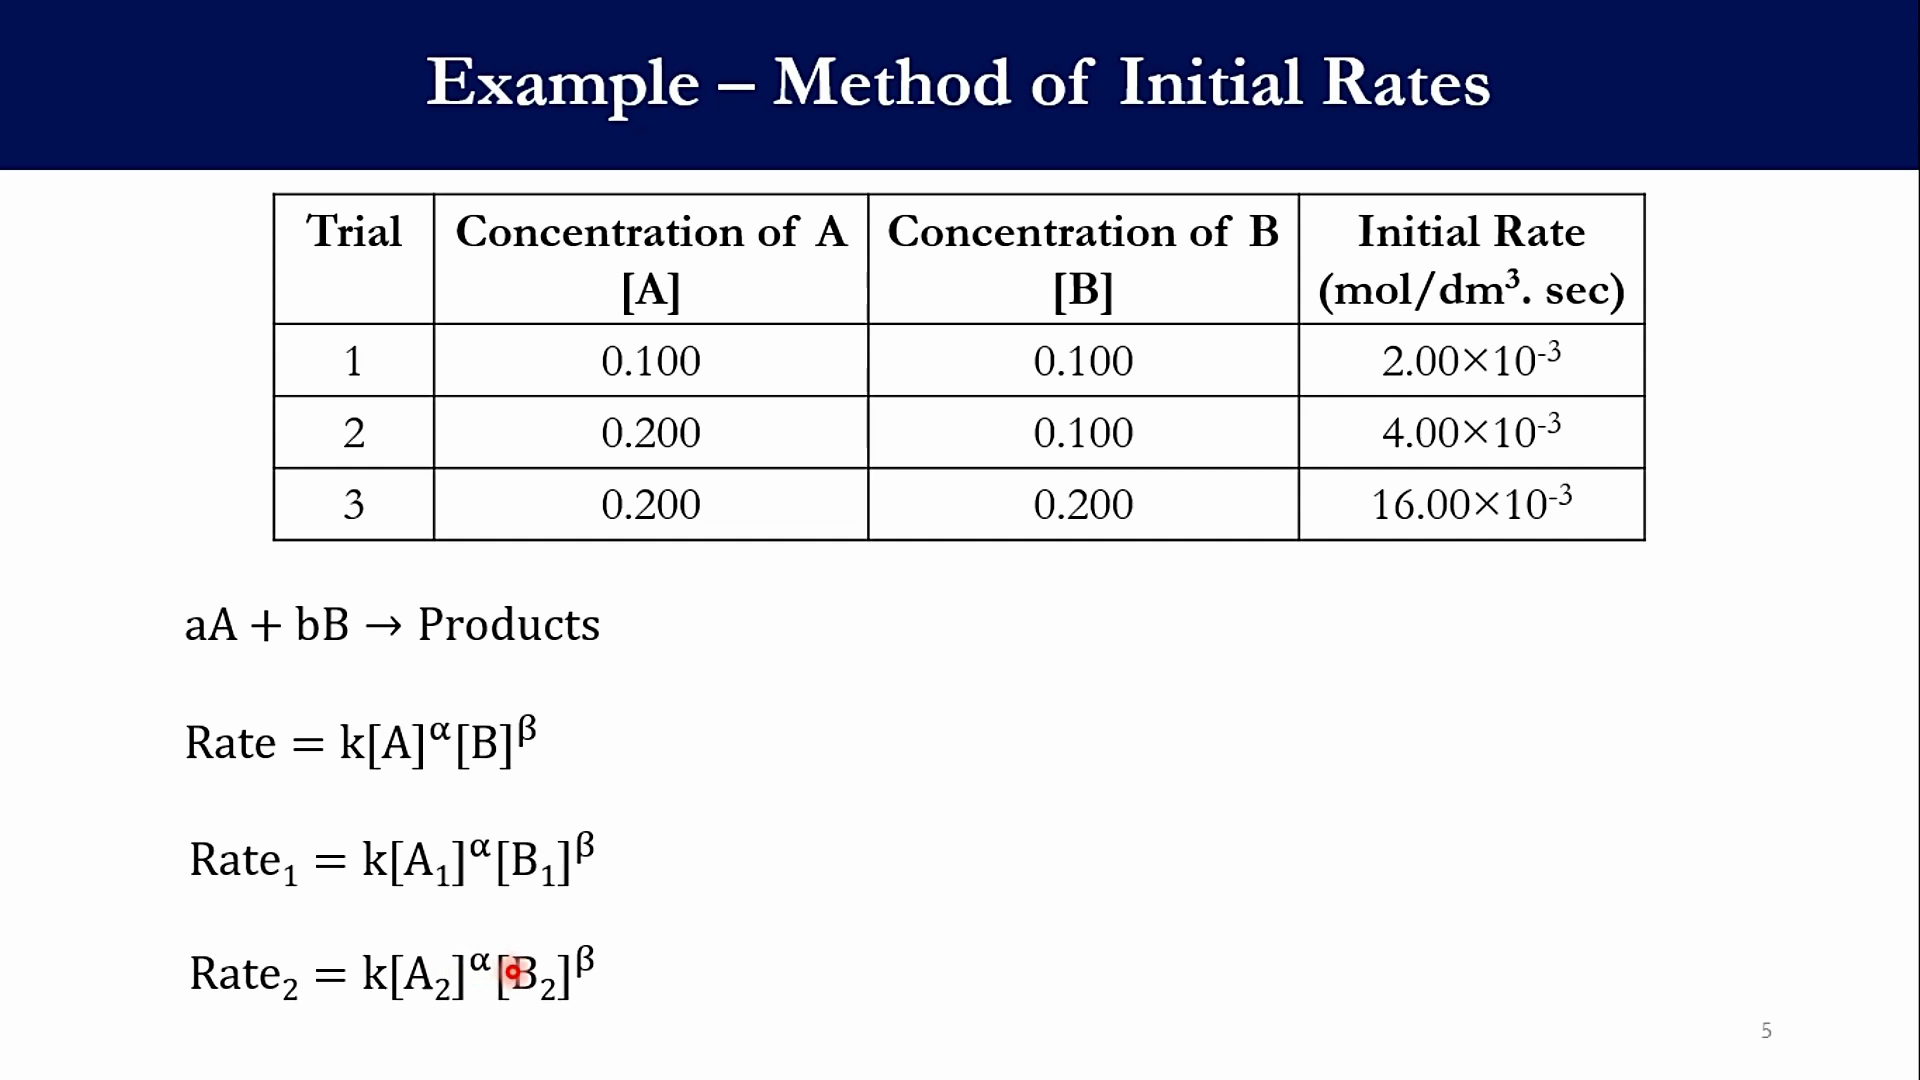 Example – Method of Initial Rates
Trial Concentration of A [A] Concentration of B [B] Initial Rate (mol/dm³. sec)
1 0.100 0.100 2.00×10⁻³
2 0.200 0.100 4.00×10⁻³
3 0.200 0.200 16.00×10⁻³
aA + bB → Products
Rate = k[A]^α[B]^β
Rate₁ = k[A₁]^α[B₁]^β
Rate₂ = k[A₂]^α[B₂]^β
5